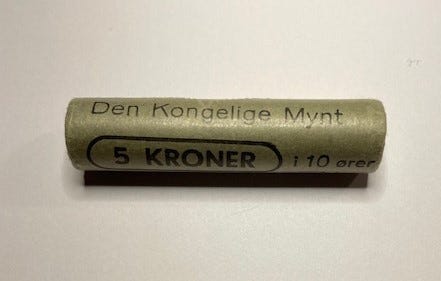 Den Kongelige Mynt
5 KRONER i 10 ører